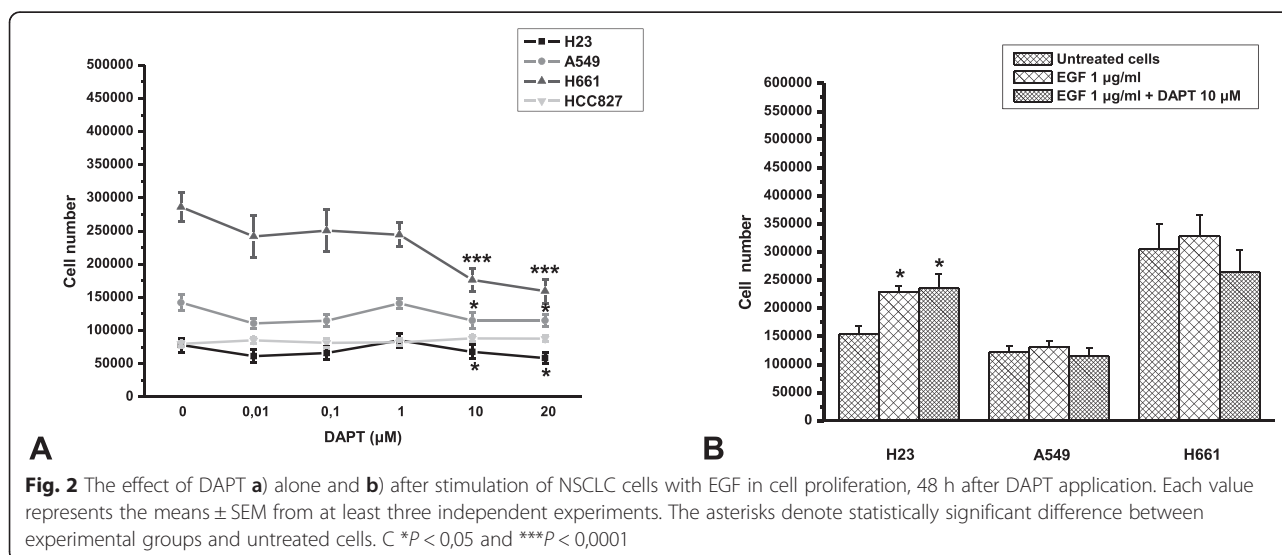 H23
A549
H661
HCC827
500000
450000
400000
350000
300000
250000
200000
150000
100000
50000
0
Cell number
*** ***
* *
* *
0 0,01 0,1 1 10 20
DAPT (µM)
A
Untreated cells
EGF 1 µg/ml
EGF 1 µg/ml + DAPT 10 µM
600000
550000
500000
450000
400000
350000
300000
250000
200000
150000
100000
50000
0
Cell number
* *
H23 A549 H661
B
Fig. 2 The effect of DAPT a) alone and b) after stimulation of NSCLC cells with EGF in cell proliferation, 48 h after DAPT application. Each value
represents the means ± SEM from at least three independent experiments. The asterisks denote statistically significant difference between
experimental groups and untreated cells. C *P < 0,05 and ***P < 0,0001